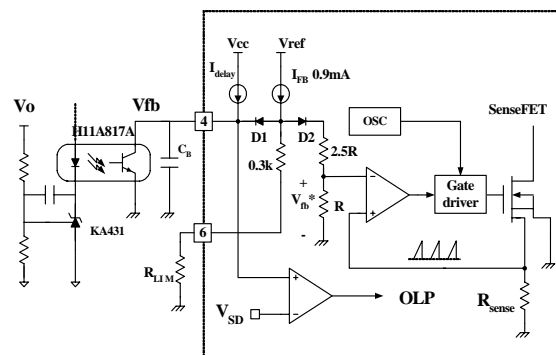 Vcc
Vref
I_delay
I_FB 0.9mA
Vo
Vfb
H11A817A
4
D1
D2
C_B
0.3k
2.5R
OSC
SenseFET
+
V_fb*
-
R
−
+
Gate
driver
KA431
6
R_LIM
+
−
V_SD
OLP
R_sense